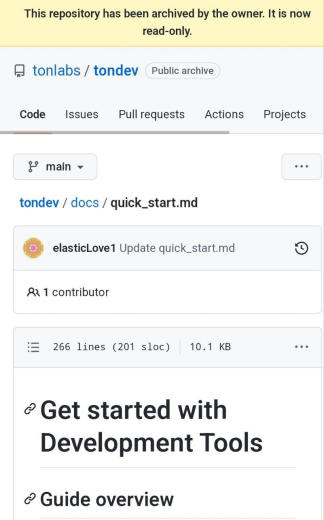 This repository has been archived by the owner. It is now
read-only.
tonlabs / tondev Public archive
Code Issues Pull requests Actions Projects
main
tondev / docs / quick_start.md
elasticLove1 Update quick_start.md
1 contributor
266 lines (201 sloc) 10.1 KB
Get started with
Development Tools
Guide overview